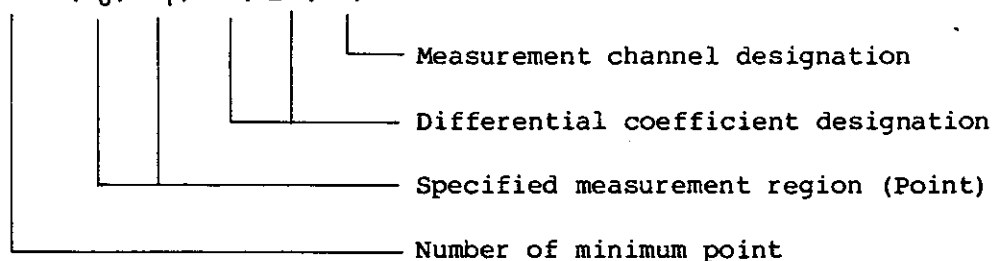 Measurement channel designation
Differential coefficient designation
Specified measurement region (Point)
Number of minimum point